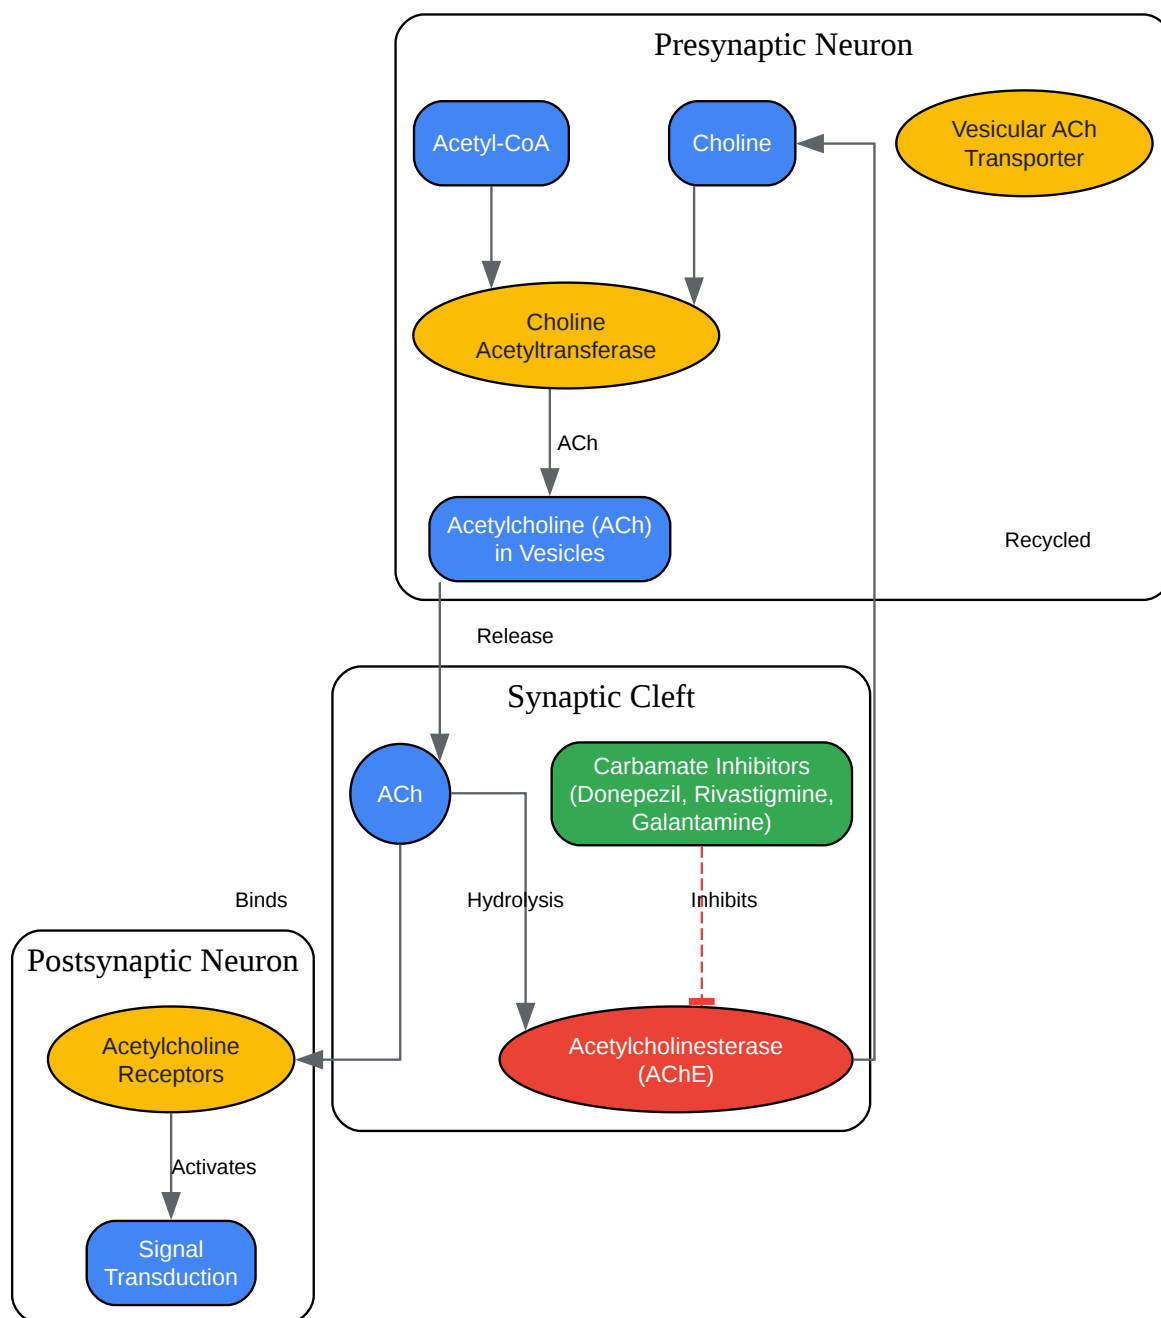 Presynaptic Neuron
Acetyl-CoA
Choline
Vesicular ACh
Transporter
Choline
Acetyltransferase
ACh
Acetylcholine (ACh)
in Vesicles
Recycled
Release
Synaptic Cleft
ACh
Carbamate Inhibitors
(Donepezil, Rivastigmine,
Galantamine)
Binds
Hydrolysis
Inhibits
Postsynaptic Neuron
Acetylcholine
Receptors
Acetylcholinesterase
(AChE)
Activates
Signal
Transduction